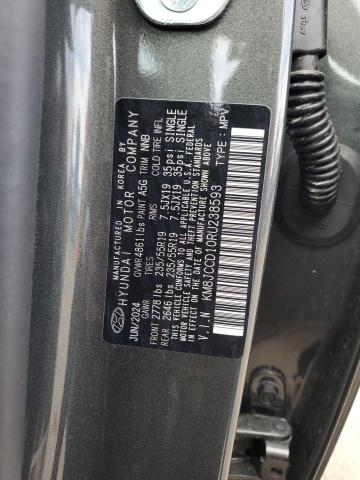 MANUFACTURED IN KOREA BY
HYUNDAI MOTOR COMPANY
JUN/2024 GVWR 4861 lbs PAINT A5G TRIM NNB
GAWR RIMS COLD TIRE INFL.
FRONT 2778 lbs 235/55R19 7.5JX19 35psi SINGLE
REAR 2646 lbs 235/55R19 7.5JX19 35psi SINGLE
THIS VEHICLE CONFORMS TO ALL APPLICABLE U.S.A. FEDERAL MOTOR
VEHICLE SAFETY AND THEFT PREVENTION STANDARDS
IN EFFECT ON THE DATE OF MANUFACTURE SHOWN ABOVE.
V.I.N KM8JCCD10RU238593 TYPE : MPV